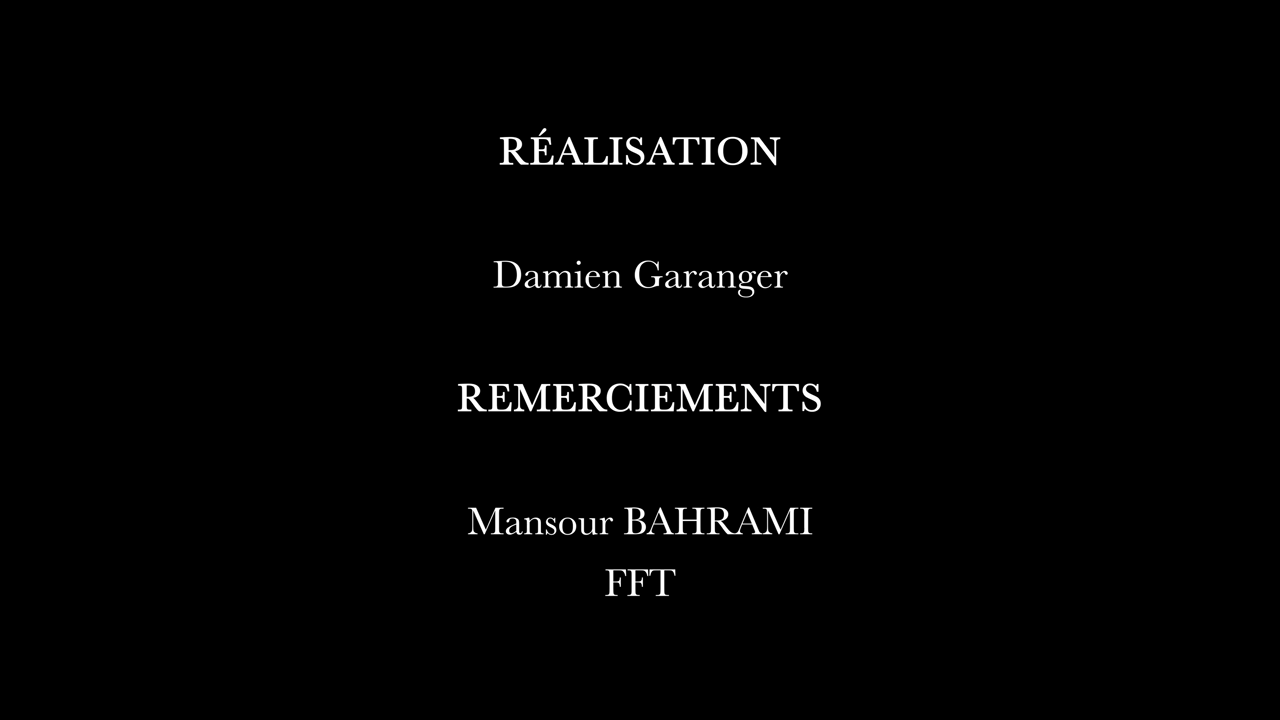 RÉALISATION
Damien Garanger
REMERCIEMENTS
Mansour BAHRAMI
FFT